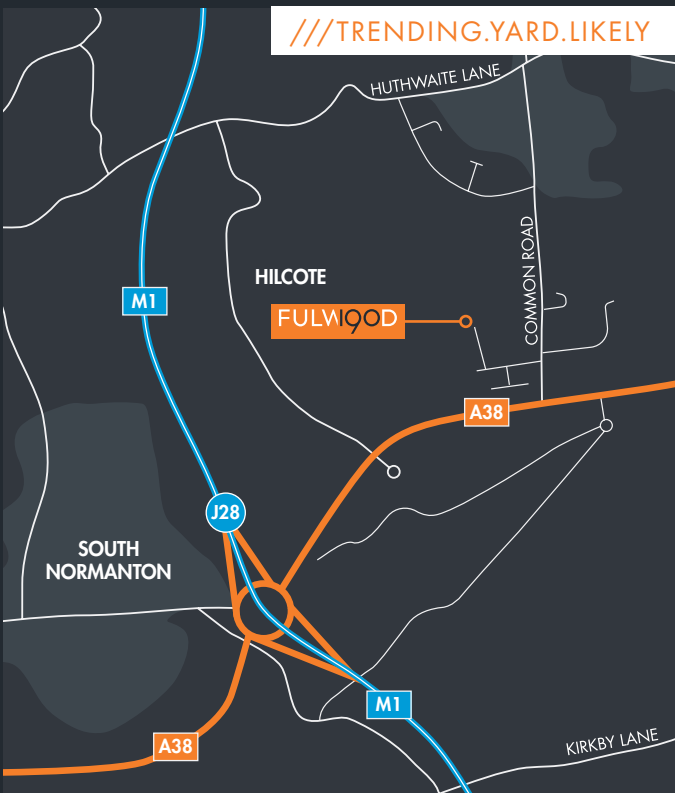 ///TRENDING.YARD.LIKELY
HUTHWAITE LANE
COMMON ROAD
HILCOTE
M1
FULW190D
A38
J28
SOUTH
NORMANTON
M1
A38
KIRKBY LANE